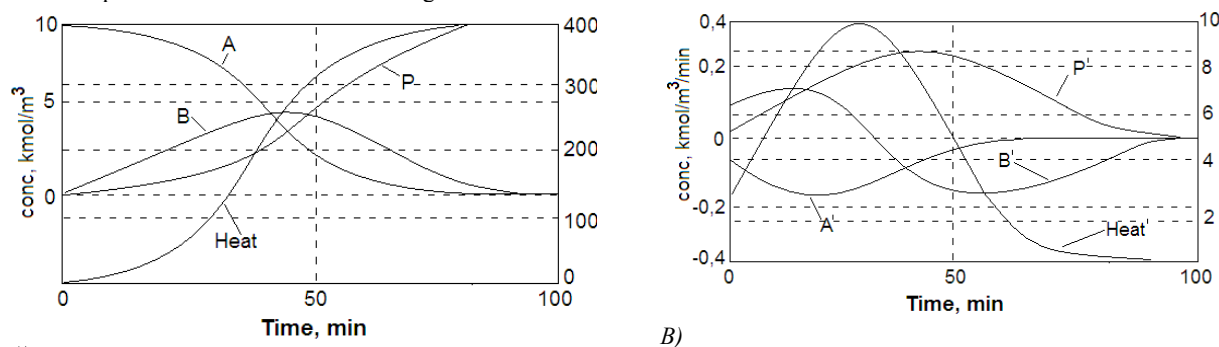 10
5
0
conc, kmol/m³
A
B
P
Heat
400
300
200
100
0
0
50
100
Time, min
0,4
0,2
0
-0,2
-0,4
conc, kmol/m³/min
P'
B'
A'
Heat'
10
8
6
4
2
0
50
100
Time, min
B)